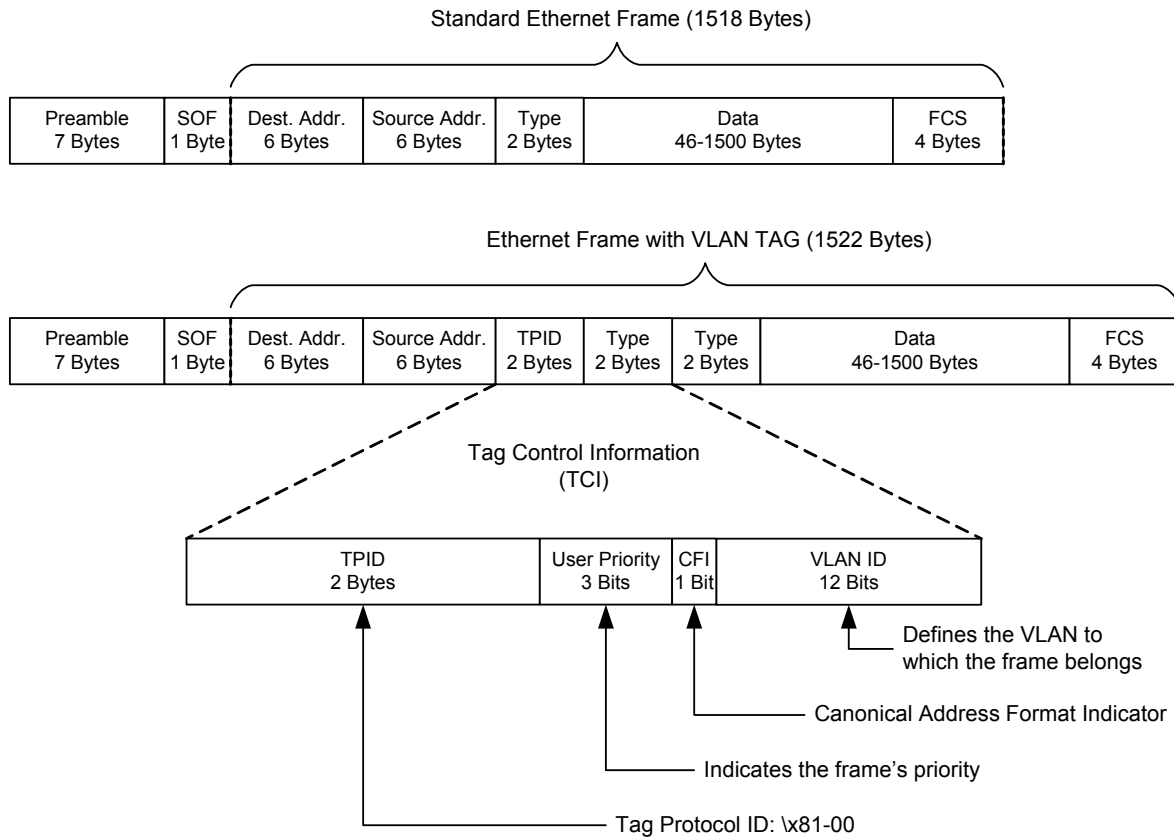 Standard Ethernet Frame (1518 Bytes)
Preamble
7 Bytes
SOF
1 Byte
Dest. Addr.
6 Bytes
Source Addr.
6 Bytes
Type
2 Bytes
Data
46-1500 Bytes
FCS
4 Bytes
Ethernet Frame with VLAN TAG (1522 Bytes)
Preamble
7 Bytes
SOF
1 Byte
Dest. Addr.
6 Bytes
Source Addr.
6 Bytes
TPID
2 Bytes
Type
2 Bytes
Type
2 Bytes
Data
46-1500 Bytes
FCS
4 Bytes
Tag Control Information
(TCI)
TPID
2 Bytes
User Priority
3 Bits
CFI
1 Bit
VLAN ID
12 Bits
Defines the VLAN to
which the frame belongs
Canonical Address Format Indicator
Indicates the frame's priority
Tag Protocol ID: \x81-00